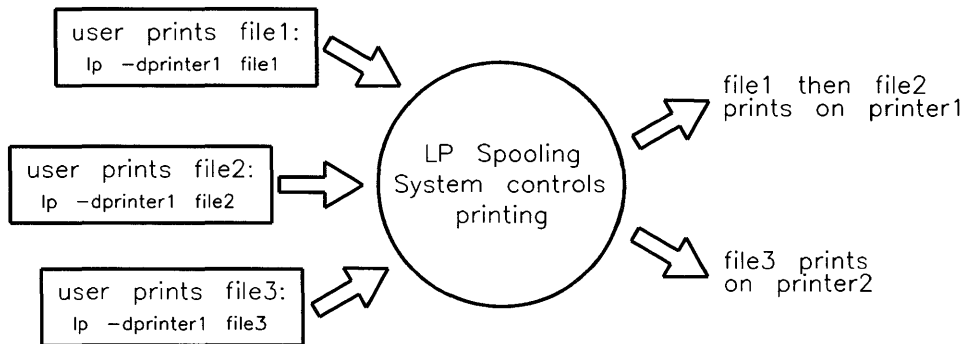 user prints file1:
lp -dprinter1 file1
user prints file2:
lp -dprinter1 file2
user prints file3:
lp -dprinter1 file3
LP Spooling
System controls
printing
file1 then file2
prints on printer1
file3 prints
on printer2